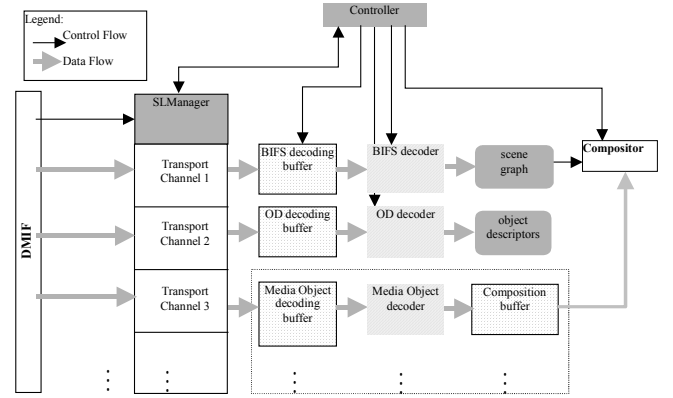 Legend:
Control Flow
Data Flow
Controller
SLManager
DMIF
Transport
Channel 1
BIFS decoding
buffer
BIFS decoder
scene
graph
Compositor
Transport
Channel 2
OD decoding
buffer
OD decoder
object
descriptors
Transport
Channel 3
Media Object
decoding
buffer
Media Object
decoder
Composition
buffer